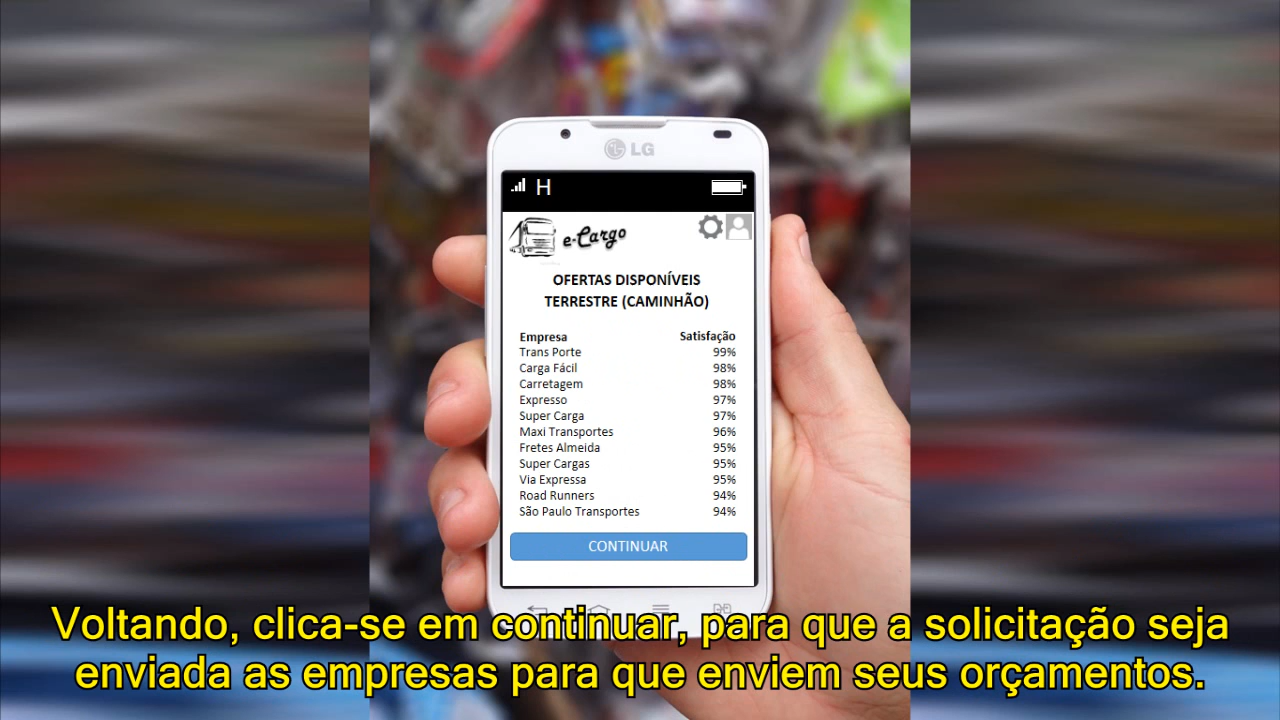 LG
H
e-Cargo
OFERTAS DISPONÍVEIS
TERRESTRE (CAMINHÃO)
Empresa Satisfação
Trans Porte 99%
Carga Fácil 98%
Carretagem 98%
Expresso 97%
Super Carga 97%
Maxi Transportes 96%
Fretes Almeida 95%
Super Cargas 95%
Via Expressa 95%
Road Runners 94%
São Paulo Transportes 94%
CONTINUAR
Voltando, clica-se em continuar, para que a solicitação seja
enviada as empresas para que enviem seus orçamentos.